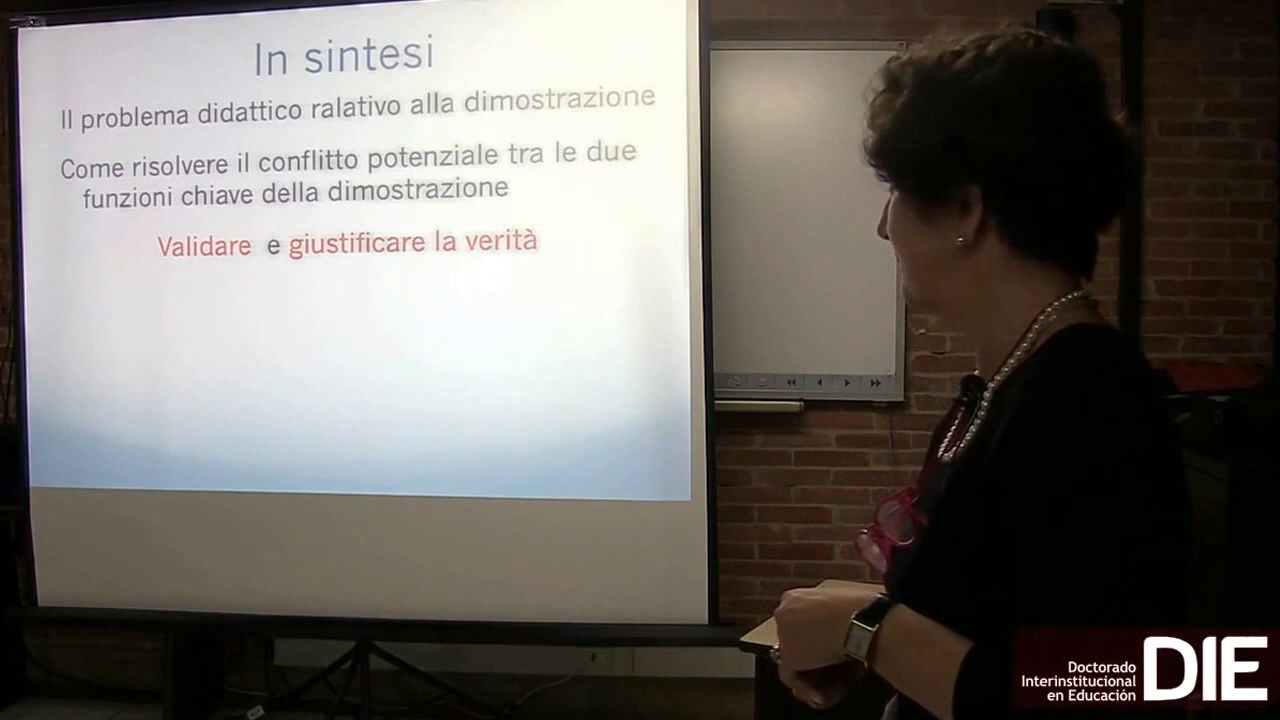 In sintesi
Il problema didattico ralativo alla dimostrazione
Come risolvere il conflitto potenziale tra le due
funzioni chiave della dimostrazione
Validare e giustificare la verità
Doctorado
Interinstitucional
en Educación
DIE